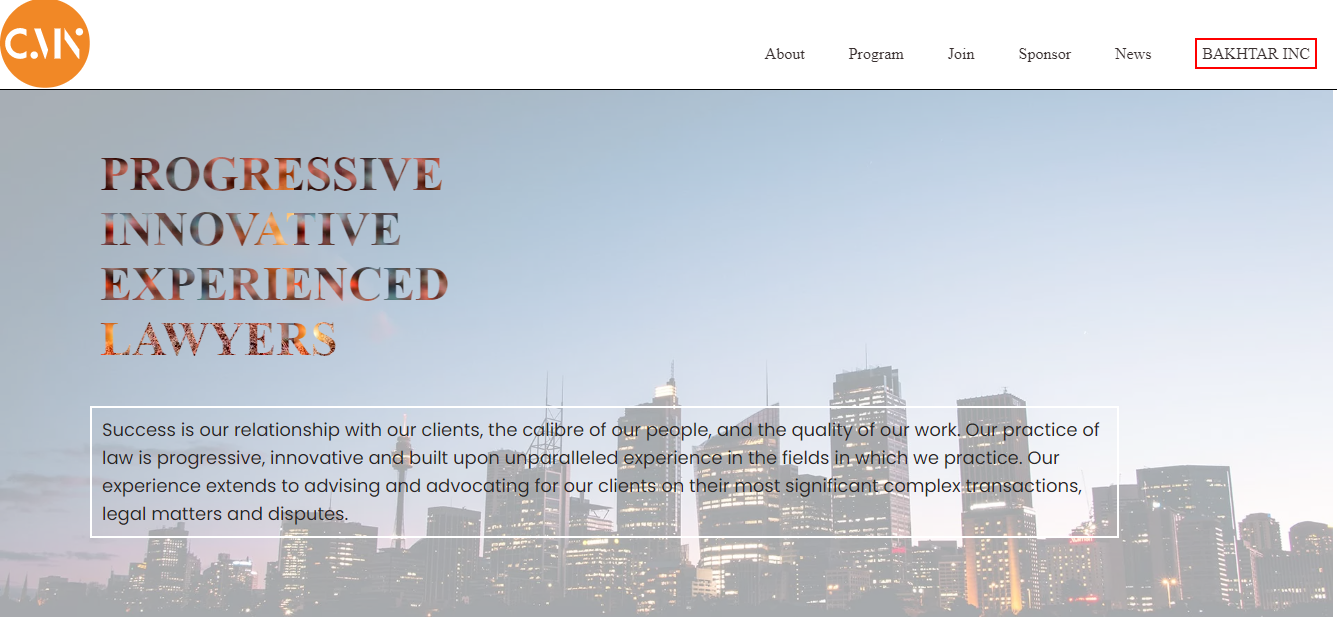 C.MN
About Program Join Sponsor News BAKHTAR INC
PROGRESSIVE
INNOVATIVE
EXPERIENCED
LAWYERS
Success is our relationship with our clients, the calibre of our people, and the quality of our work. Our practice of
law is progressive, innovative and built upon unparalleled experience in the fields in which we practice. Our
experience extends to advising and advocating for our clients on their most significant complex transactions,
legal matters and disputes.